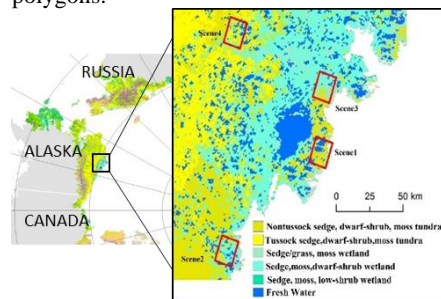 polygons.
RUSSIA
ALASKA
CANADA
Scene4
Scene3
Scene1
Scene2
0 25 50 km
Nontussock sedge, dwarf-shrub, moss tundra
Tussock sedge,dwarf-shrub,moss tundra
Sedge/grass, moss wetland
Sedge,moss,dwarf-shrub wetland
Sedge, moss, low-shrub wetland
Fresh Water